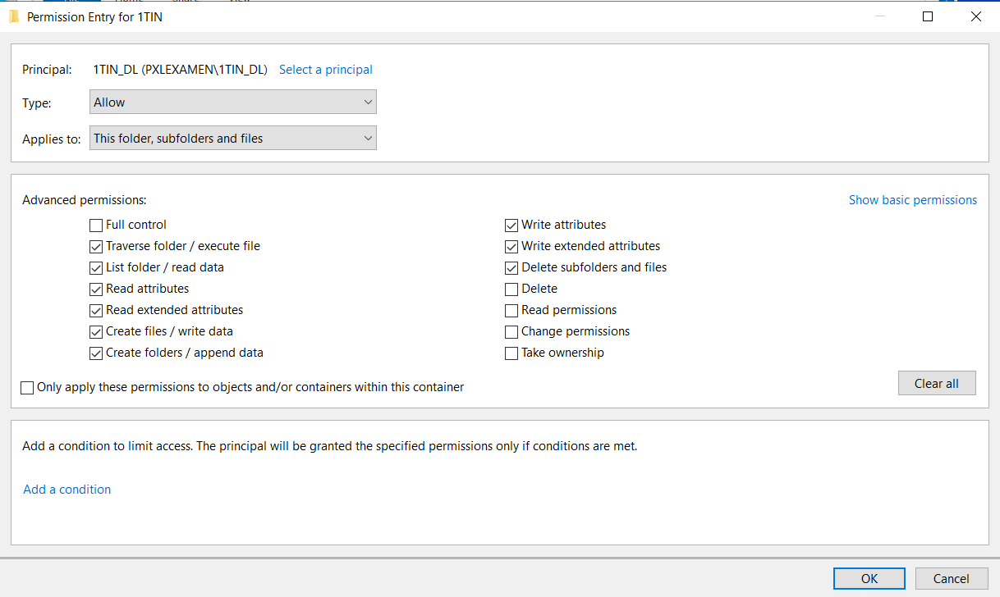 Permission Entry for 1TIN
Principal: 1TIN_DL (PXLEXAMEN\1TIN_DL) Select a principal
Type: Allow
Applies to: This folder, subfolders and files
Advanced permissions: Show basic permissions
Full control Write attributes
Traverse folder / execute file Write extended attributes
List folder / read data Delete subfolders and files
Read attributes Delete
Read extended attributes Read permissions
Create files / write data Change permissions
Create folders / append data Take ownership
Only apply these permissions to objects and/or containers within this container Clear all
Add a condition to limit access. The principal will be granted the specified permissions only if conditions are met.
Add a condition
OK Cancel